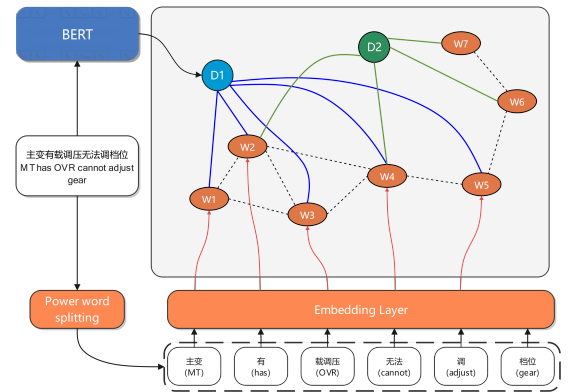 BERT
D1
D2
W7
W6
W2
W4
W5
W1
W3
主变有载调压无法调档位
MT has OVR cannot adjust
gear
Power word
splitting
Embedding Layer
主变
(MT)
有
(has)
载调压
(OVR)
无法
(cannot)
调
(adjust)
档位
(gear)